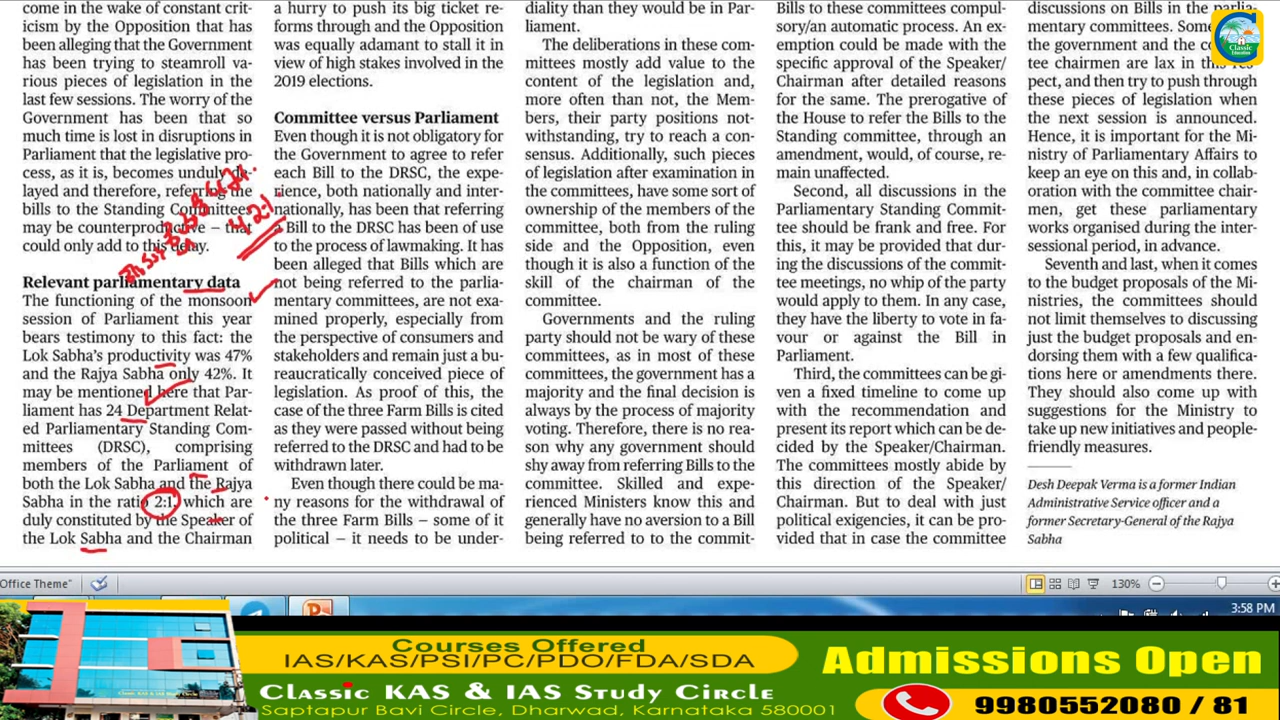 come in the wake of constant crit-
icism by the Opposition that has
been alleging that the Government
has been trying to steamroll va-
rious pieces of legislation in the
last few sessions. The worry of the
Government has been that so
much time is lost in disruptions in
Parliament that the legislative pro-
cess, as it is, becomes unduly de-
layed and therefore, referring the
bills to the Standing Committees
may be counterproductive – that
could only add to this delay.
Relevant parliamentary data
The functioning of the monsoon
session of Parliament this year
bears testimony to this fact: the
Lok Sabha's productivity was 47%
and the Rajya Sabha only 42%. It
may be mentioned here that Par-
liament has 24 Department Relat-
ed Parliamentary Standing Com-
mittees (DRSC), comprising
members of the Parliament of
both the Lok Sabha and the Rajya
Sabha in the ratio 2:1, which are
duly constituted by the Speaker of
the Lok Sabha and the Chairman
a hurry to push its big ticket re-
forms through and the Opposition
was equally adamant to stall it in
view of high stakes involved in the
2019 elections.
Committee versus Parliament
Even though it is not obligatory for
the Government to agree to refer
each Bill to the DRSC, the expe-
rience, both nationally and inter-
nationally, has been that referring
a Bill to the DRSC has been of use
to the process of lawmaking. It has
been alleged that Bills which are
not being referred to the parlia-
mentary committees, are not exa-
mined properly, especially from
the perspective of consumers and
stakeholders and remain just a bu-
reaucratically conceived piece of
legislation. As proof of this, the
case of the three Farm Bills is cited
as they were passed without being
referred to the DRSC and had to be
withdrawn later.
Even though there could be ma-
ny reasons for the withdrawal of
the three Farm Bills – some of it
political – it needs to be under-
diality than they would be in Par-
liament.
The deliberations in these com-
mittees mostly add value to the
content of the legislation and,
more often than not, the Mem-
bers, their party positions not-
withstanding, try to reach a con-
sensus. Additionally, such pieces
of legislation after examination in
the committees, have some sort of
ownership of the members of the
committee, both from the ruling
side and the Opposition, even
though it is also a function of the
skill of the chairman of the
committee.
Governments and the ruling
party should not be wary of these
committees, as in most of these
committees, the government has a
majority and the final decision is
always by the process of majority
voting. Therefore, there is no rea-
son why any government should
shy away from referring Bills to the
committee. Skilled and expe-
rienced Ministers know this and
generally have no aversion to a Bill
being referred to to the commit-
Bills to these committees compul-
sory/an automatic process. An ex-
emption could be made with the
specific approval of the Speaker/
Chairman after detailed reasons
for the same. The prerogative of
the House to refer the Bills to the
Standing committee, through an
amendment, would, of course, re-
main unaffected.
Second, all discussions in the
Parliamentary Standing Commit-
tee should be frank and free. For
this, it may be provided that dur-
ing the discussions of the commit-
tee meetings, no whip of the party
would apply to them. In any case,
they have the liberty to vote in fa-
vour or against the Bill in
Parliament.
Third, the committees can be gi-
ven a fixed timeline to come up
with the recommendation and
present its report which can be de-
cided by the Speaker/Chairman.
The committees mostly abide by
this direction of the Speaker/
Chairman. But to deal with just
political exigencies, it can be pro-
vided that in case the committee
discussions on Bills in the parlia-
mentary committees.
the government and the
tee chairmen are lax in
pect, and then try to push through
these pieces of legislation when
the next session is announced.
Hence, it is important for the Mi-
nistry of Parliamentary Affairs to
keep an eye on this and, in collab-
oration with the committee chair-
men, get these parliamentary
works organised during the inter-
sessional period, in advance.
Seventh and last, when it comes
to the budget proposals of the Mi-
nistries, the committees should
not limit themselves to discussing
just the budget proposals and en-
dorsing them with a few qualifica-
tions here or amendments there.
They should also come up with
suggestions for the Ministry to
take up new initiatives and people-
friendly measures.
Desh Deepak Verma is a former Indian
Administrative Service officer and a
former Secretary-General of the Rajya
Sabha
2:1
Classic
Education
Office Theme"
130%
3:58 PM
Courses Offered
IAS/KAS/PSI/PC/PDO/FDA/SDA
Classic KAS & IAS Study Circle
Saptapur Bavi Circle, Dharwad, Karnataka 580001
Admissions Open
9980552080 / 81